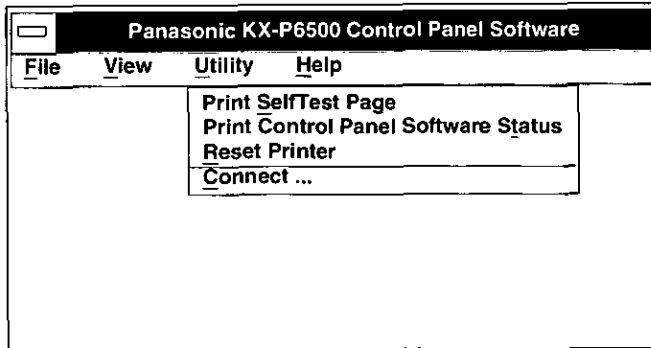 Panasonic KX-P6500 Control Panel Software
File View Utility Help
Print SelfTest Page
Print Control Panel Software Status
Reset Printer
Connect ...